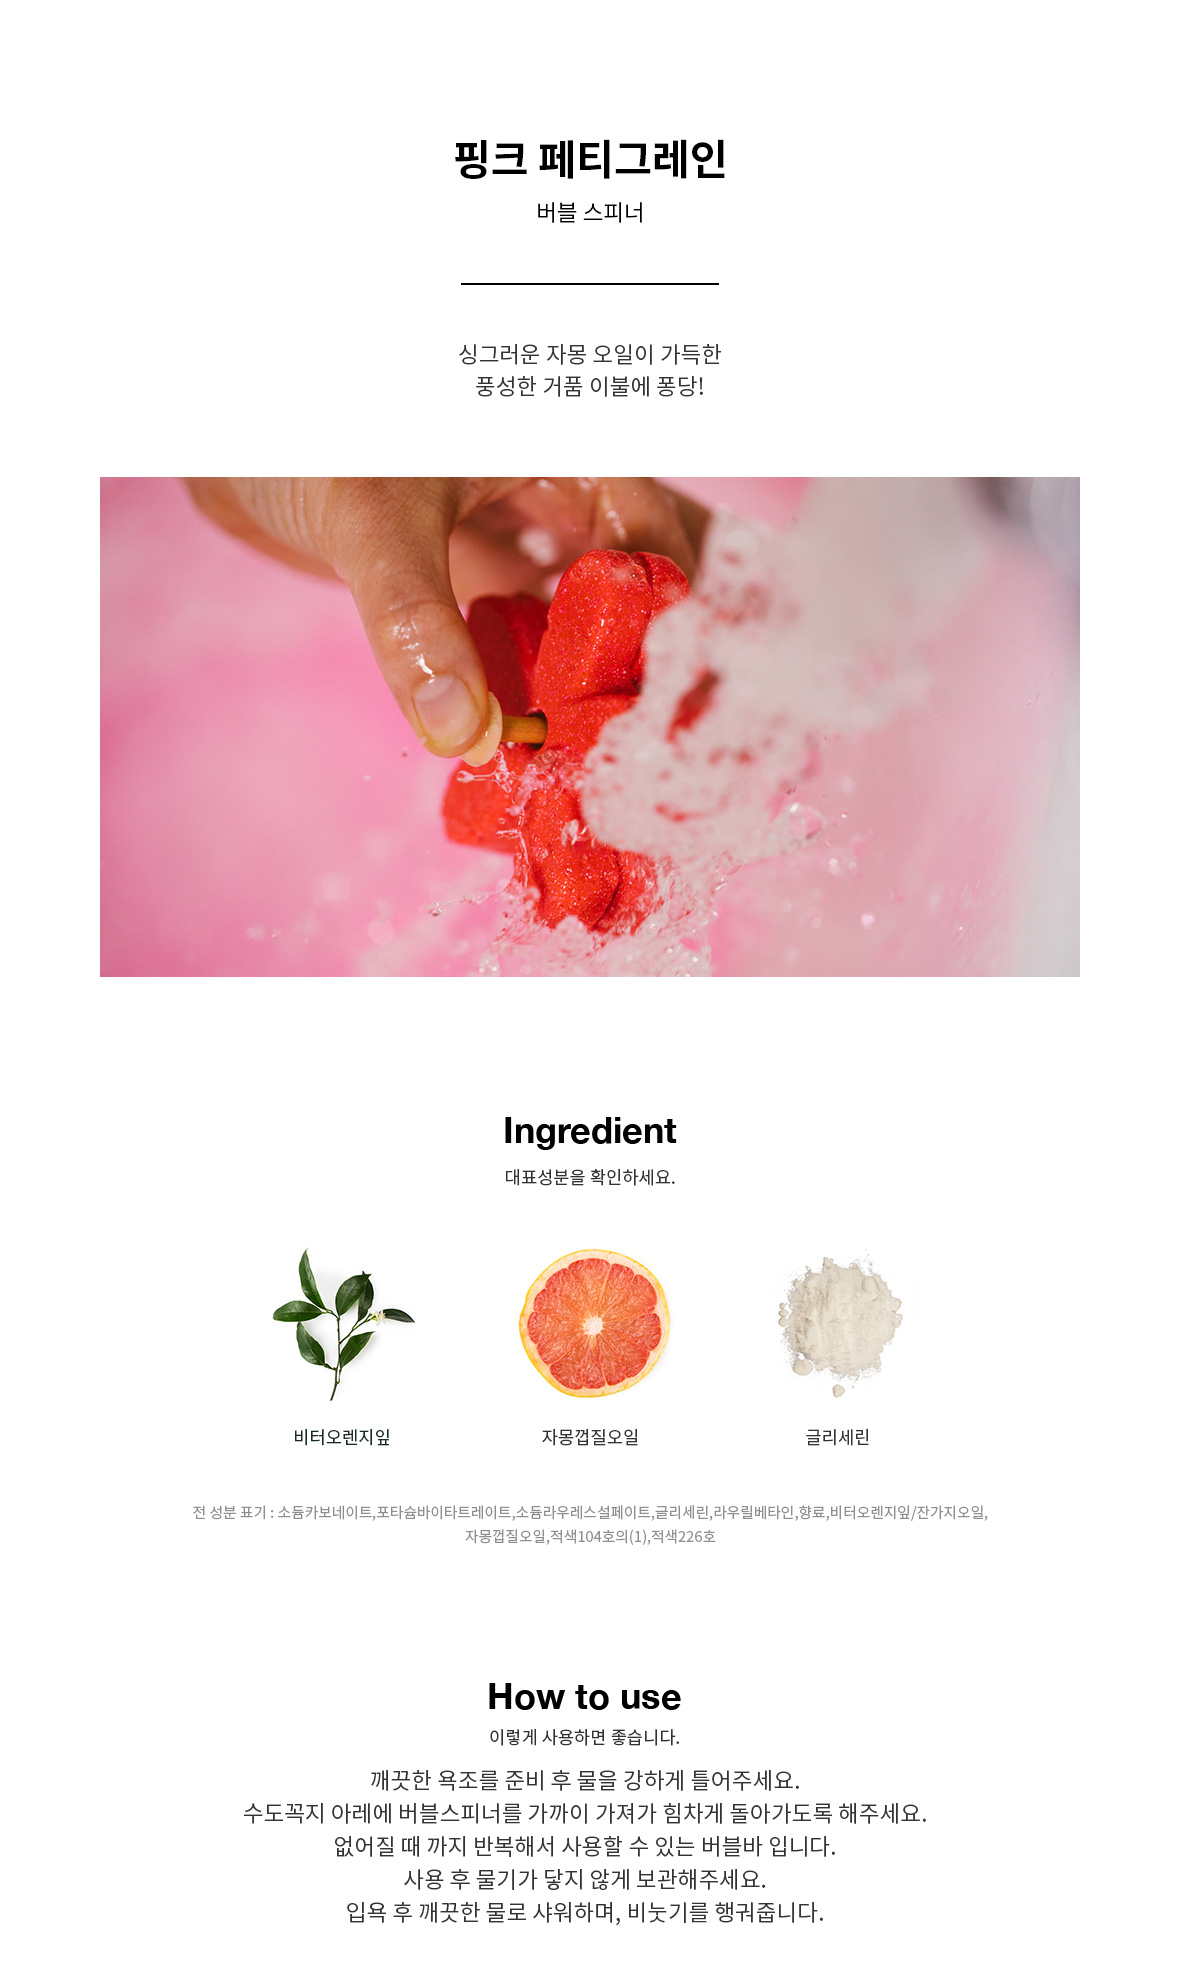 핑크 페티그레인
버블 스피너
싱그러운 자몽 오일이 가득한
풍성한 거품 이불에 퐁당!
Ingredient
대표성분을 확인하세요.
비터오렌지잎
자몽껍질오일
글리세린
전 성분 표기 : 소듐카보네이트,포타슘바이타트레이트,소듐라우레스설페이트,글리세린,라우릴베타인,향료,비터오렌지잎/잔가지오일,
자몽껍질오일,적색104호의(1),적색226호
How to use
이렇게 사용하면 좋습니다.
깨끗한 욕조를 준비 후 물을 강하게 틀어주세요.
수도꼭지 아레에 버블스피너를 가까이 가져가 힘차게 돌아가도록 해주세요.
없어질 때 까지 반복해서 사용할 수 있는 버블바 입니다.
사용 후 물기가 닿지 않게 보관해주세요.
입욕 후 깨끗한 물로 샤워하며, 비눗기를 행궈줍니다.